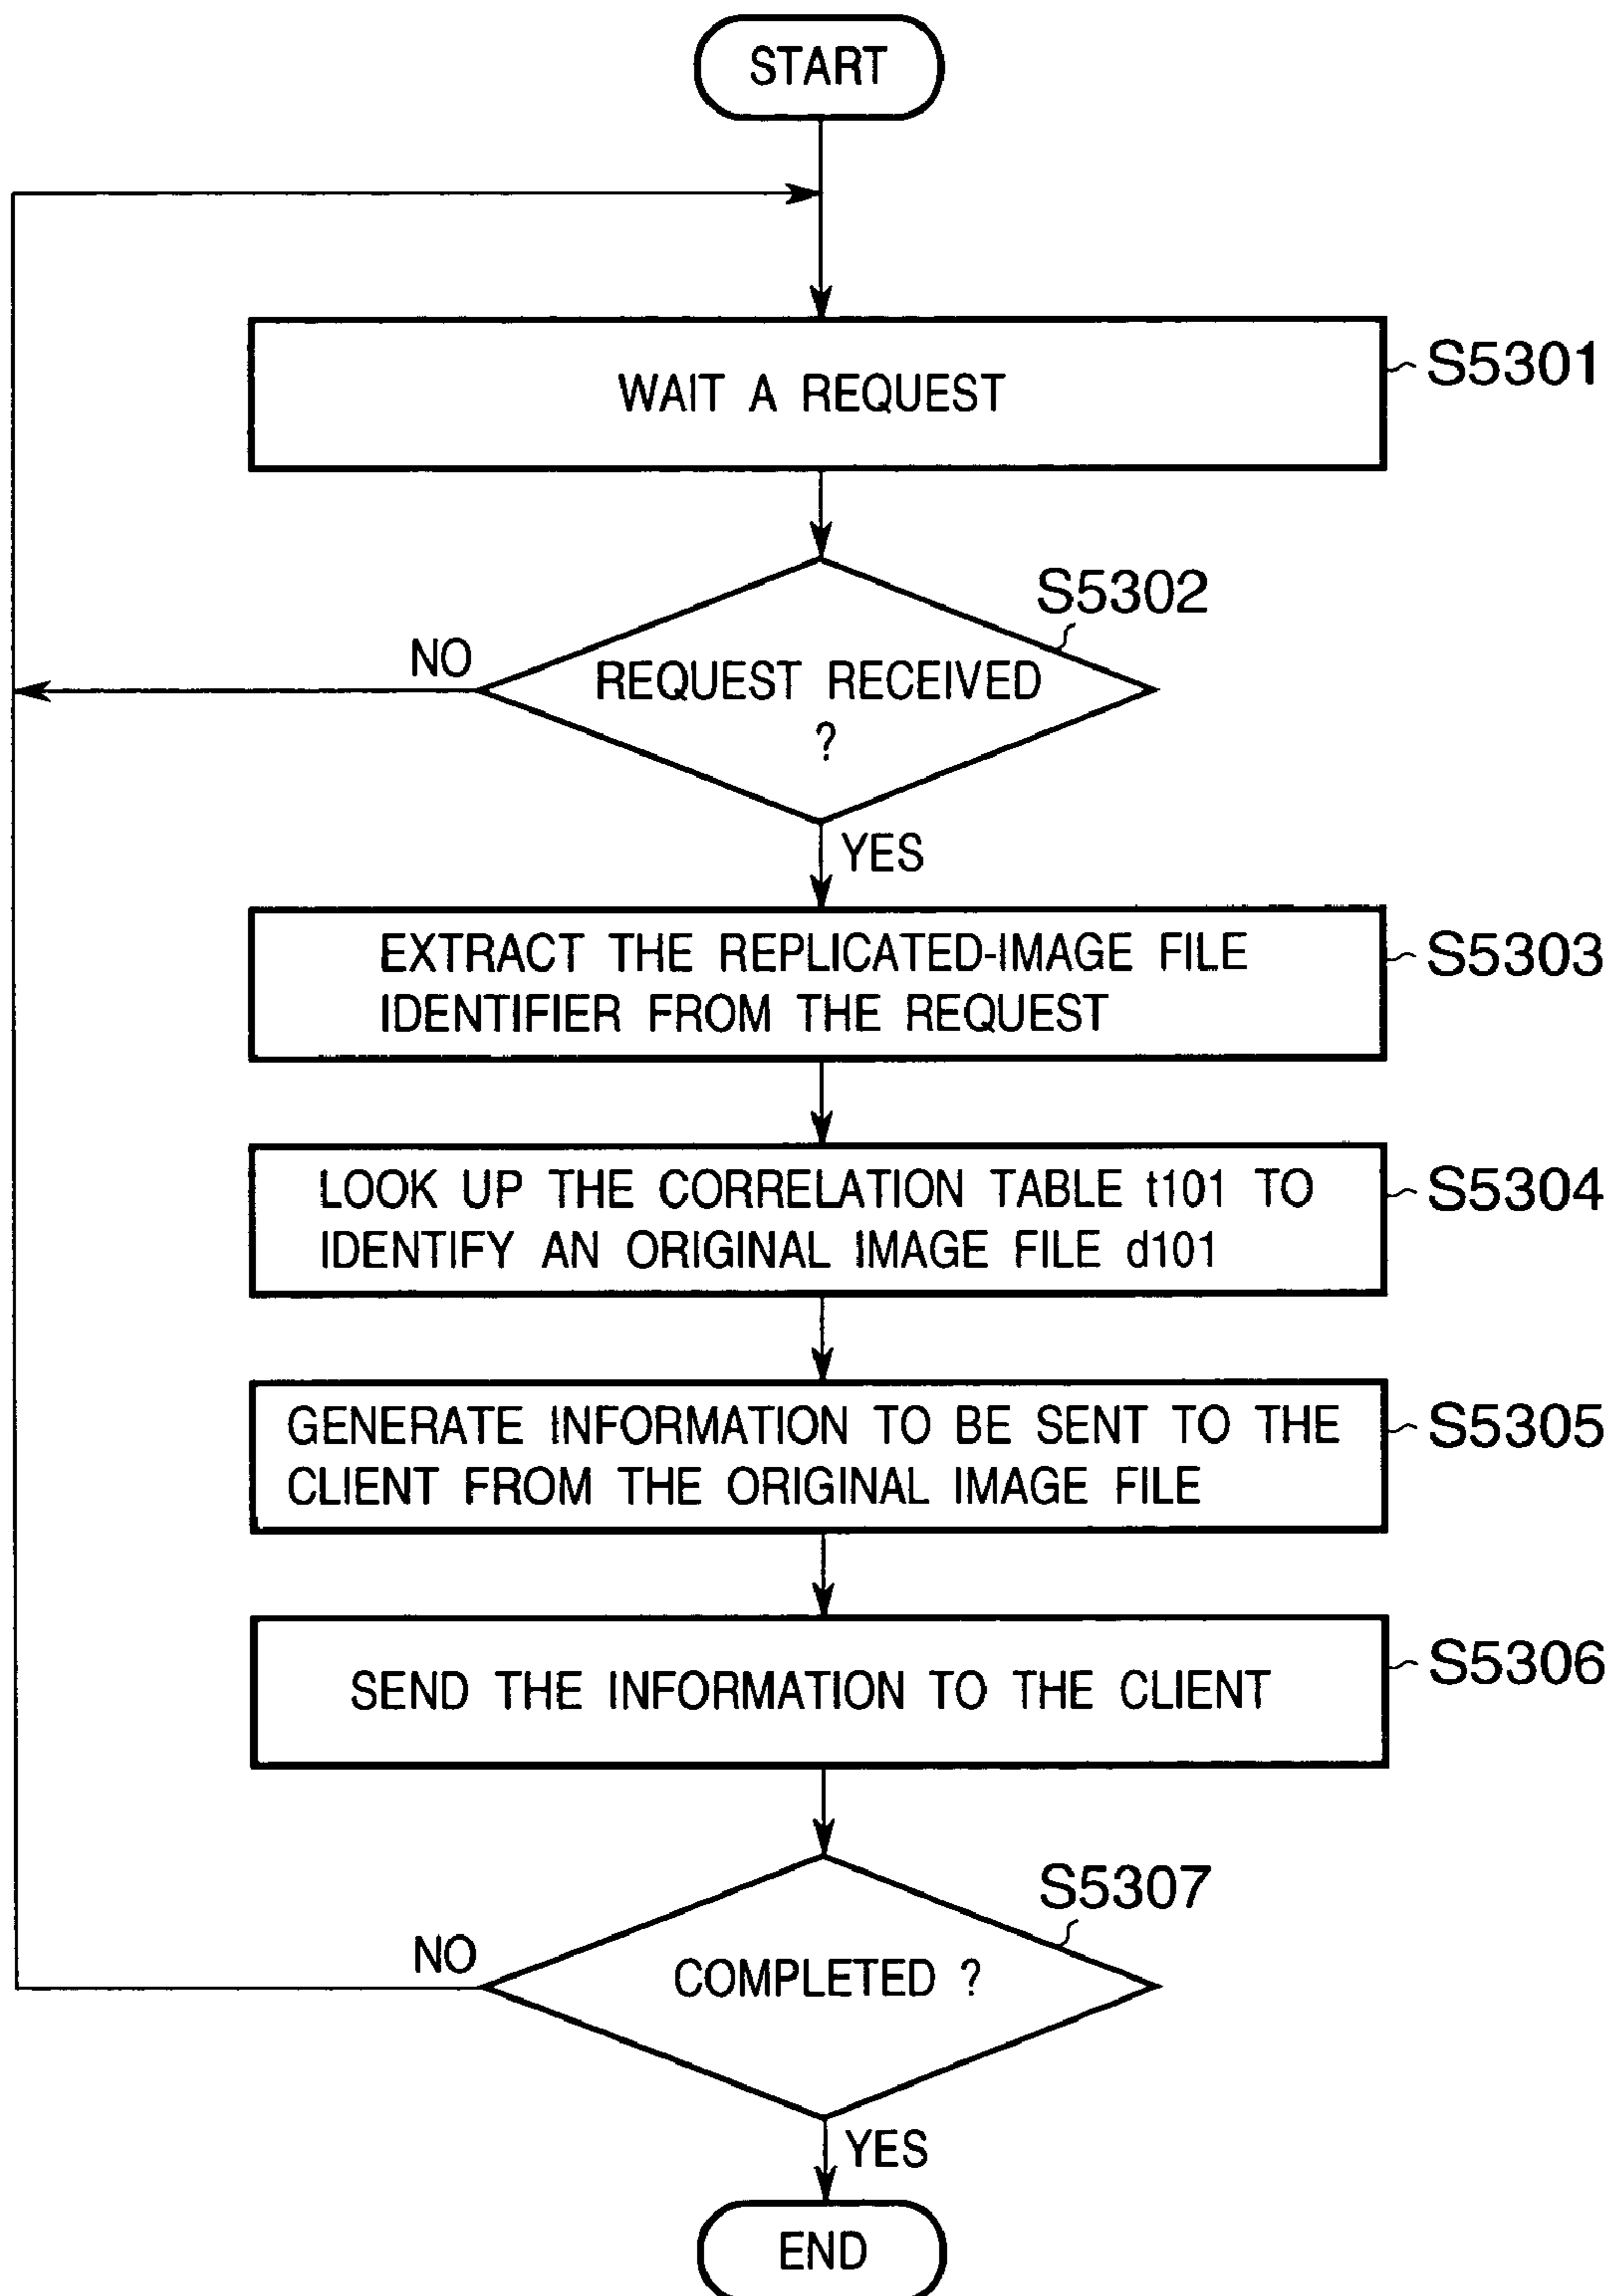 START
WAIT A REQUEST
S5301
S5302
NO
REQUEST RECEIVED
?
YES
EXTRACT THE REPLICATED-IMAGE FILE
IDENTIFIER FROM THE REQUEST
S5303
LOOK UP THE CORRELATION TABLE t101 TO
IDENTIFY AN ORIGINAL IMAGE FILE d101
S5304
GENERATE INFORMATION TO BE SENT TO THE
CLIENT FROM THE ORIGINAL IMAGE FILE
S5305
SEND THE INFORMATION TO THE CLIENT
S5306
S5307
NO
COMPLETED ?
YES
END